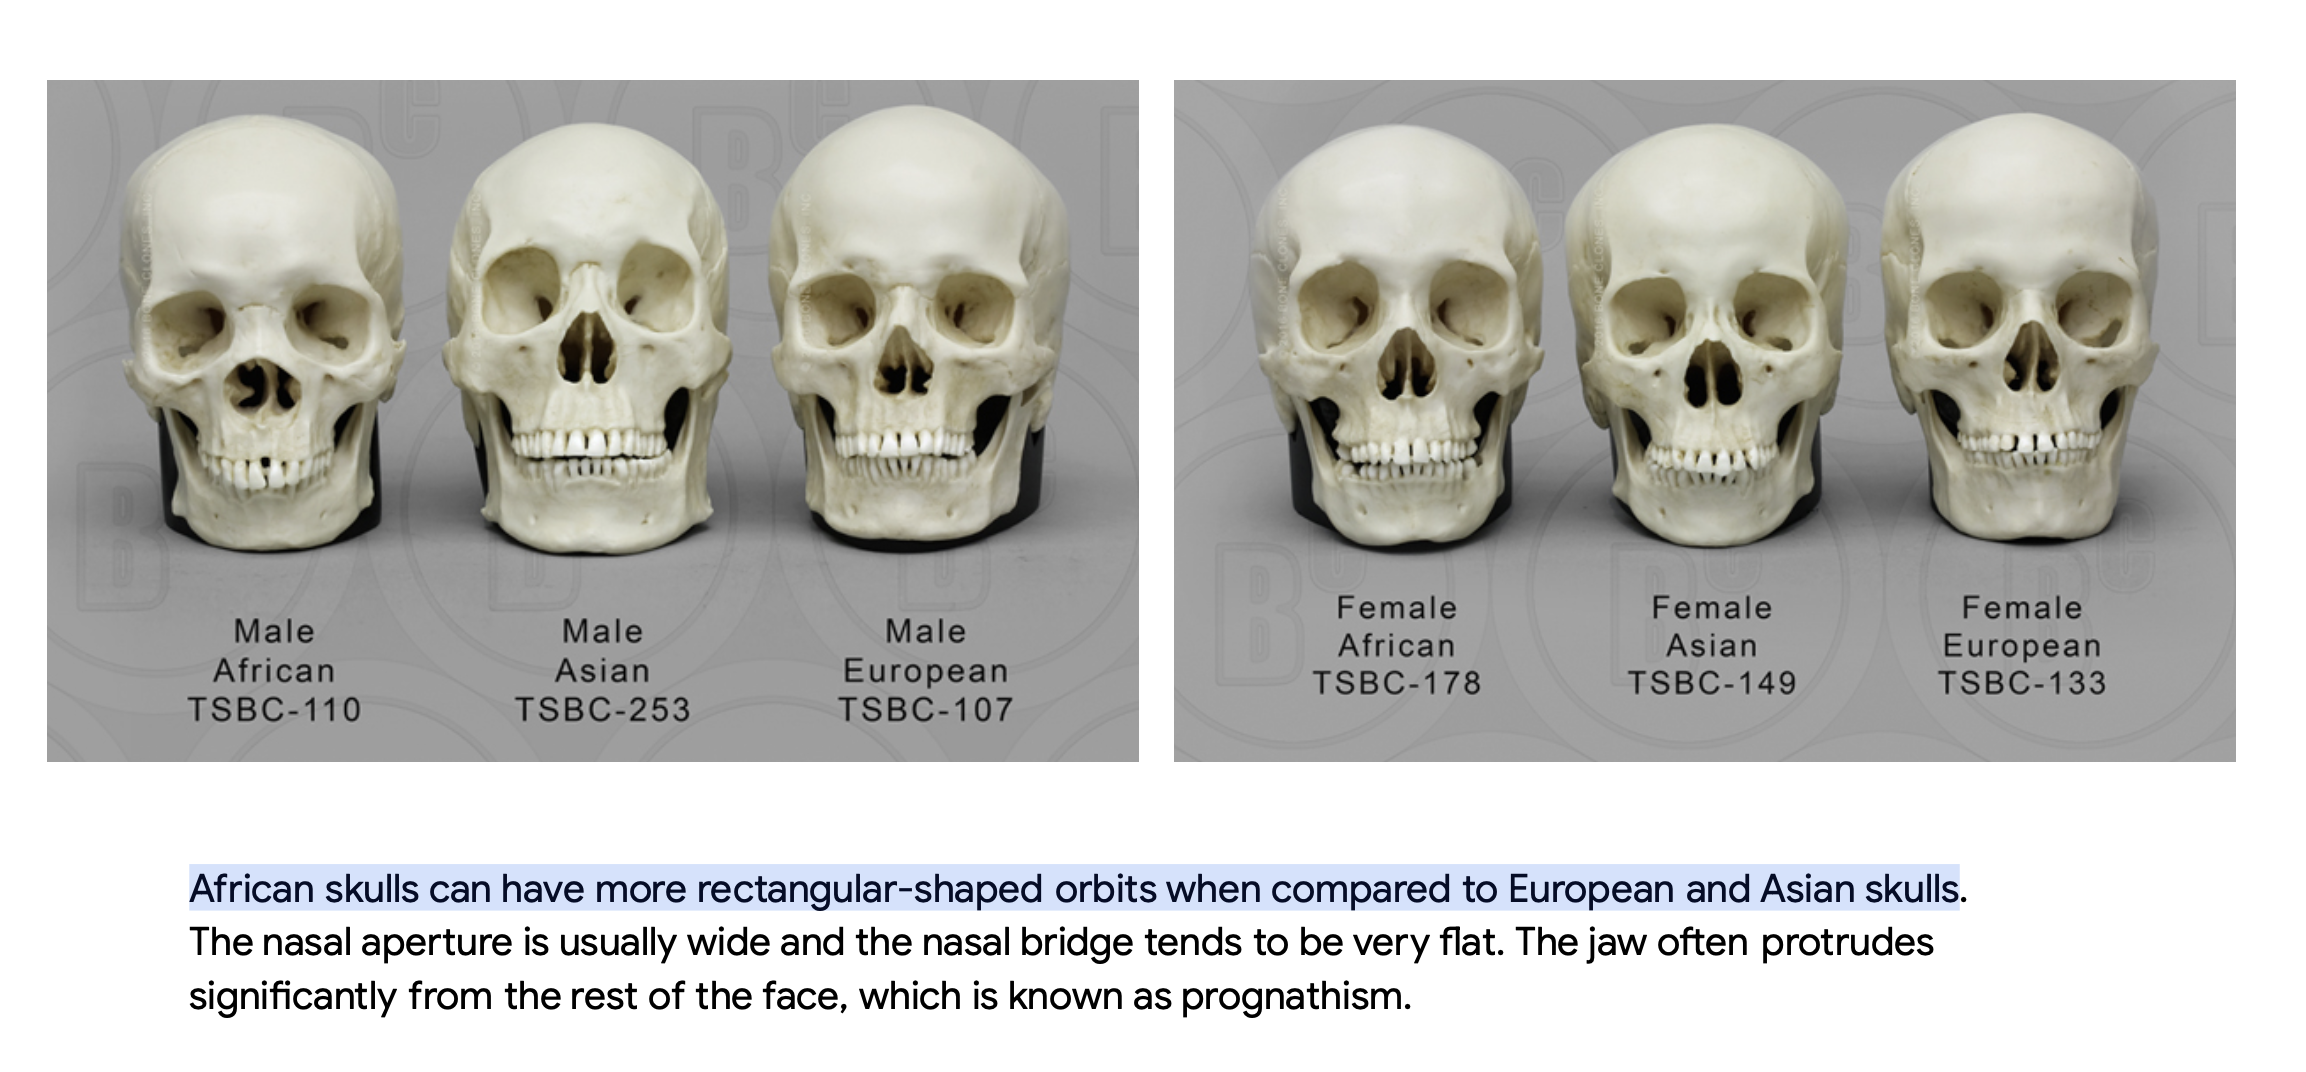 Male
African
TSBC-110
Male
Asian
TSBC-253
Male
European
TSBC-107
Female
African
TSBC-178
Female
Asian
TSBC-149
Female
European
TSBC-133
African skulls can have more rectangular-shaped orbits when compared to European and Asian skulls.
The nasal aperture is usually wide and the nasal bridge tends to be very flat. The jaw often protrudes
significantly from the rest of the face, which is known as prognathism.